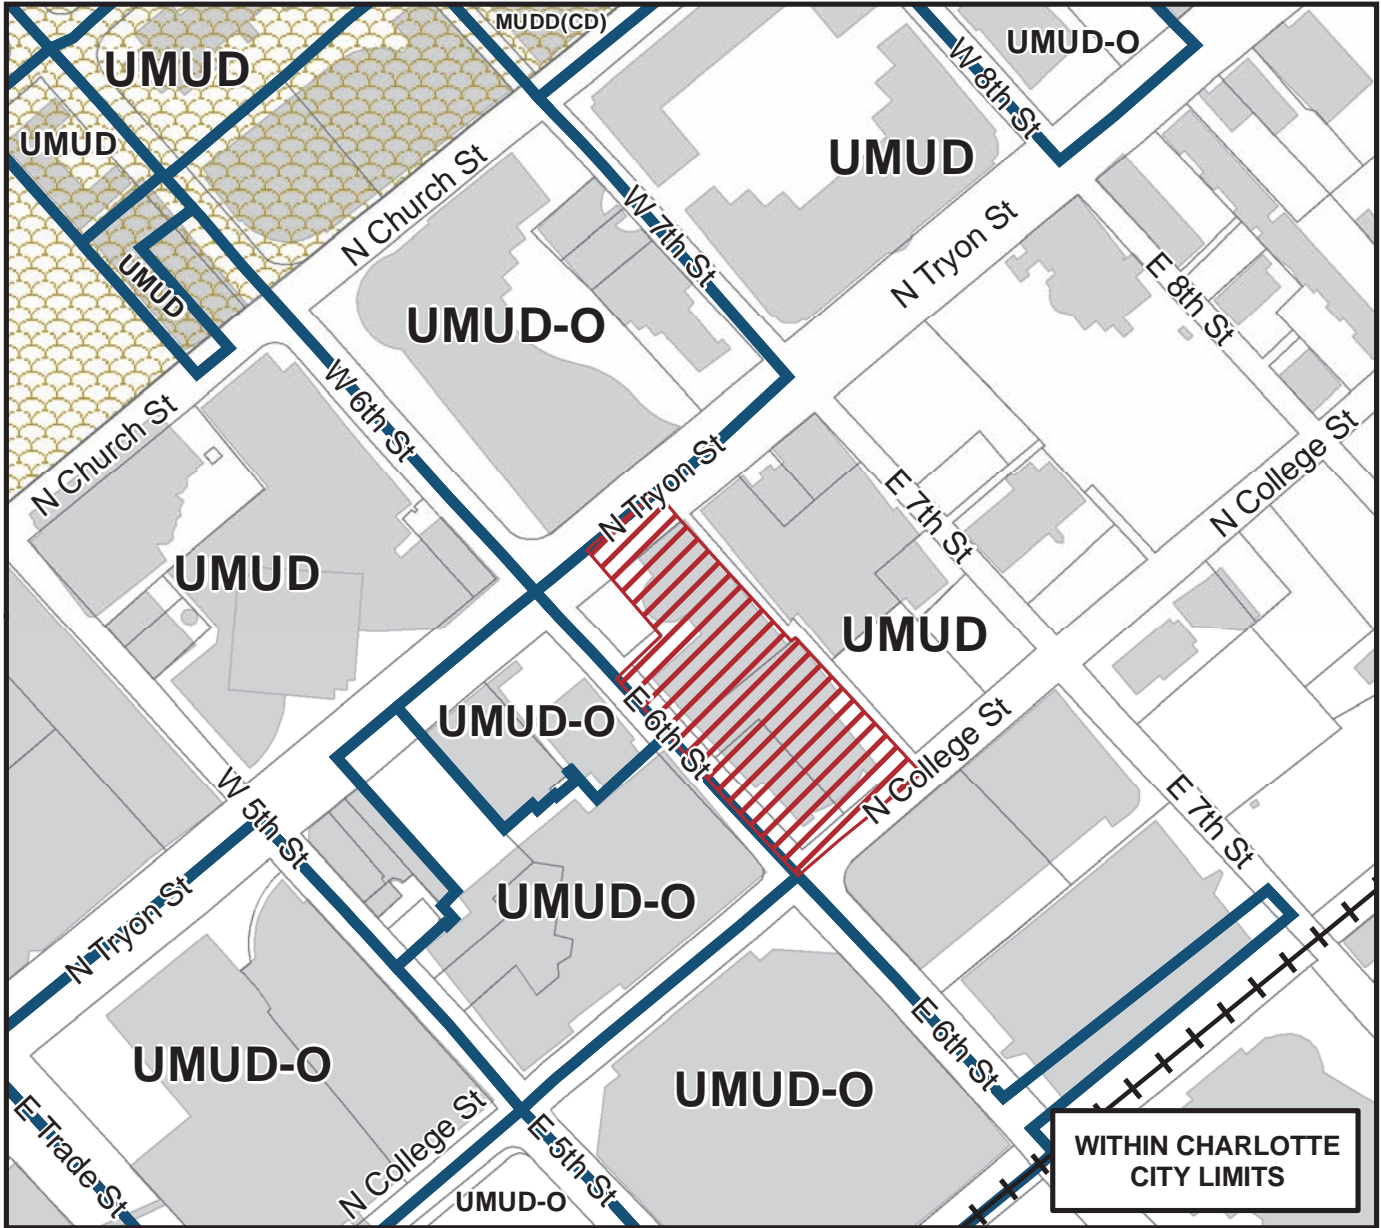 MUDD(CD)
UMUD
UMUD-O
W 8th St
UMUD
UMUD
N Church St
W 7th St
N Tryon St
E 8th St
UMUD
UMUD-O
W 6th St
N Church St
N Tryon St
E 7th St
N College St
UMUD
UMUD
E 6th St
UMUD-O
N College St
W 5th St
E 7th St
UMUD-O
N Tryon St
E 6th St
UMUD-O
UMUD-O
E Trade St
N College St
E 5th St
UMUD-O
WITHIN CHARLOTTE
CITY LIMITS